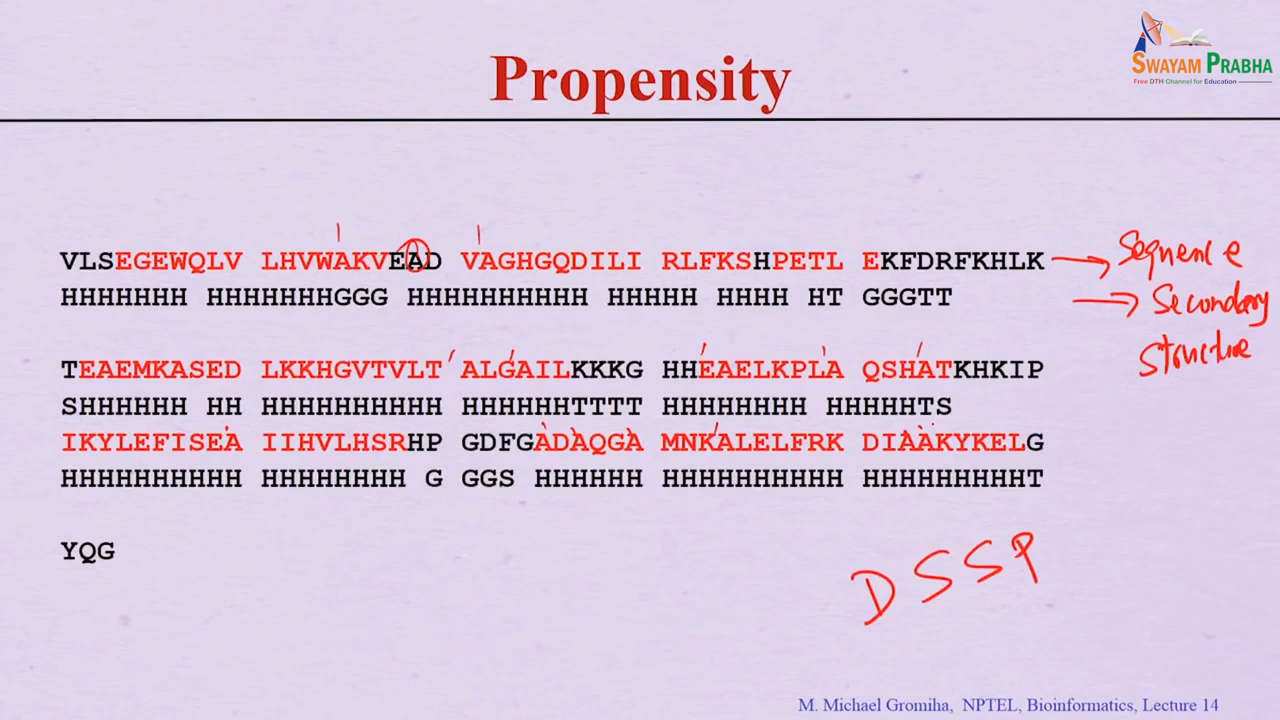 SWAYAM PRABHA
Free DTH Channel for Education
Propensity
VLSEGEWQLV LHVWAKVEAD VAGHGQDILI RLFKSHPETL EKFDRFKHLK Sequence
HHHHHHH HHHHHHHGGG HHHHHHHHHH HHHHH HHHH HT GGGTT Secondary
Structure
TEAEMKASED LKKHGVTVLT ALGAILKKKG HHEAELKPLA QSHATKHKIP
SHHHHHH HH HHHHHHHHHH HHHHHHTTTT HHHHHHHH HHHHHTS
IKYLEFISEA IIHVLHSRHP GDFGADAQGA MNKALELFRK DIAAKYKELG
HHHHHHHHHH HHHHHHHH G GGGS HHHHHH HHHHHHHHHH HHHHHHHHHT
YQG
DSSP
M. Michael Gromiha, NPTEL, Bioinformatics, Lecture 14